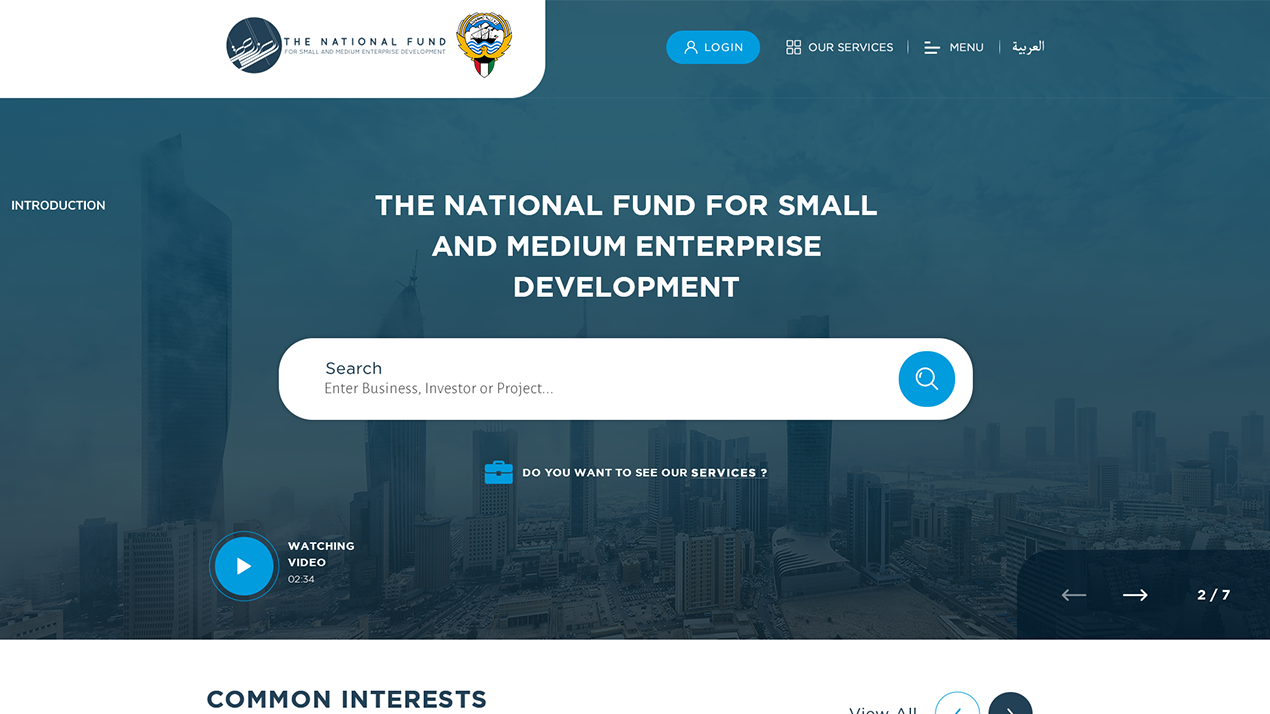 THE NATIONAL FUND
FOR SMALL AND MEDIUM ENTERPRISE DEVELOPMENT
LOGIN
OUR SERVICES
MENU
العربية
INTRODUCTION
THE NATIONAL FUND FOR SMALL
AND MEDIUM ENTERPRISE
DEVELOPMENT
Search
Enter Business, Investor or Project...
DO YOU WANT TO SEE OUR SERVICES ?
WATCHING
VIDEO
02:34
2 / 7
COMMON INTERESTS
View All